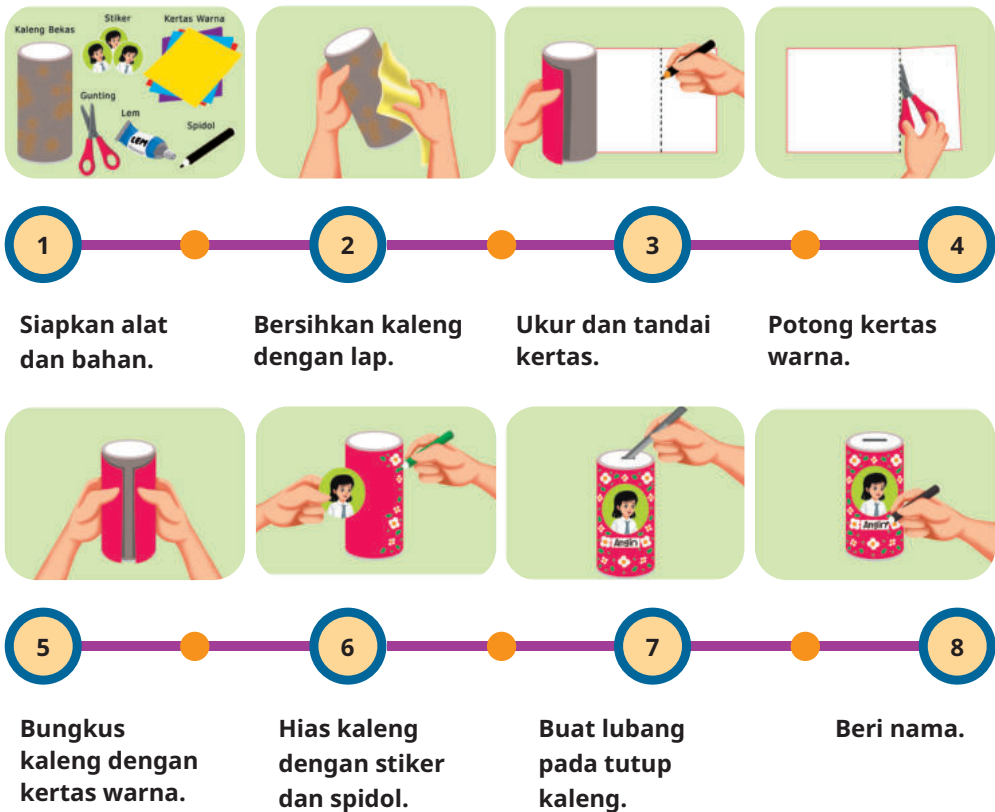 Kaleng Bekas
Stiker
Kertas Warna
Gunting
Lem
LEM
Spidol
1
2
3
4
Siapkan alat
dan bahan.
Bersihkan kaleng
dengan lap.
Ukur dan tandai
kertas.
Potong kertas
warna.
Angin
Angin
5
6
7
8
Bungkus
kaleng dengan
kertas warna.
Hias kaleng
dengan stiker
dan spidol.
Buat lubang
pada tutup
kaleng.
Beri nama.